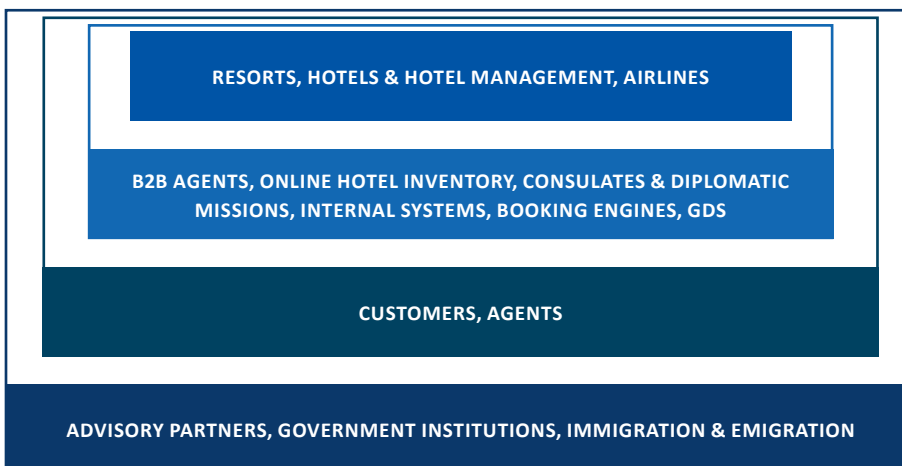 RESORTS, HOTELS & HOTEL MANAGEMENT, AIRLINES
B2B AGENTS, ONLINE HOTEL INVENTORY, CONSULATES & DIPLOMATIC
MISSIONS, INTERNAL SYSTEMS, BOOKING ENGINES, GDS
CUSTOMERS, AGENTS
ADVISORY PARTNERS, GOVERNMENT INSTITUTIONS, IMMIGRATION & EMIGRATION